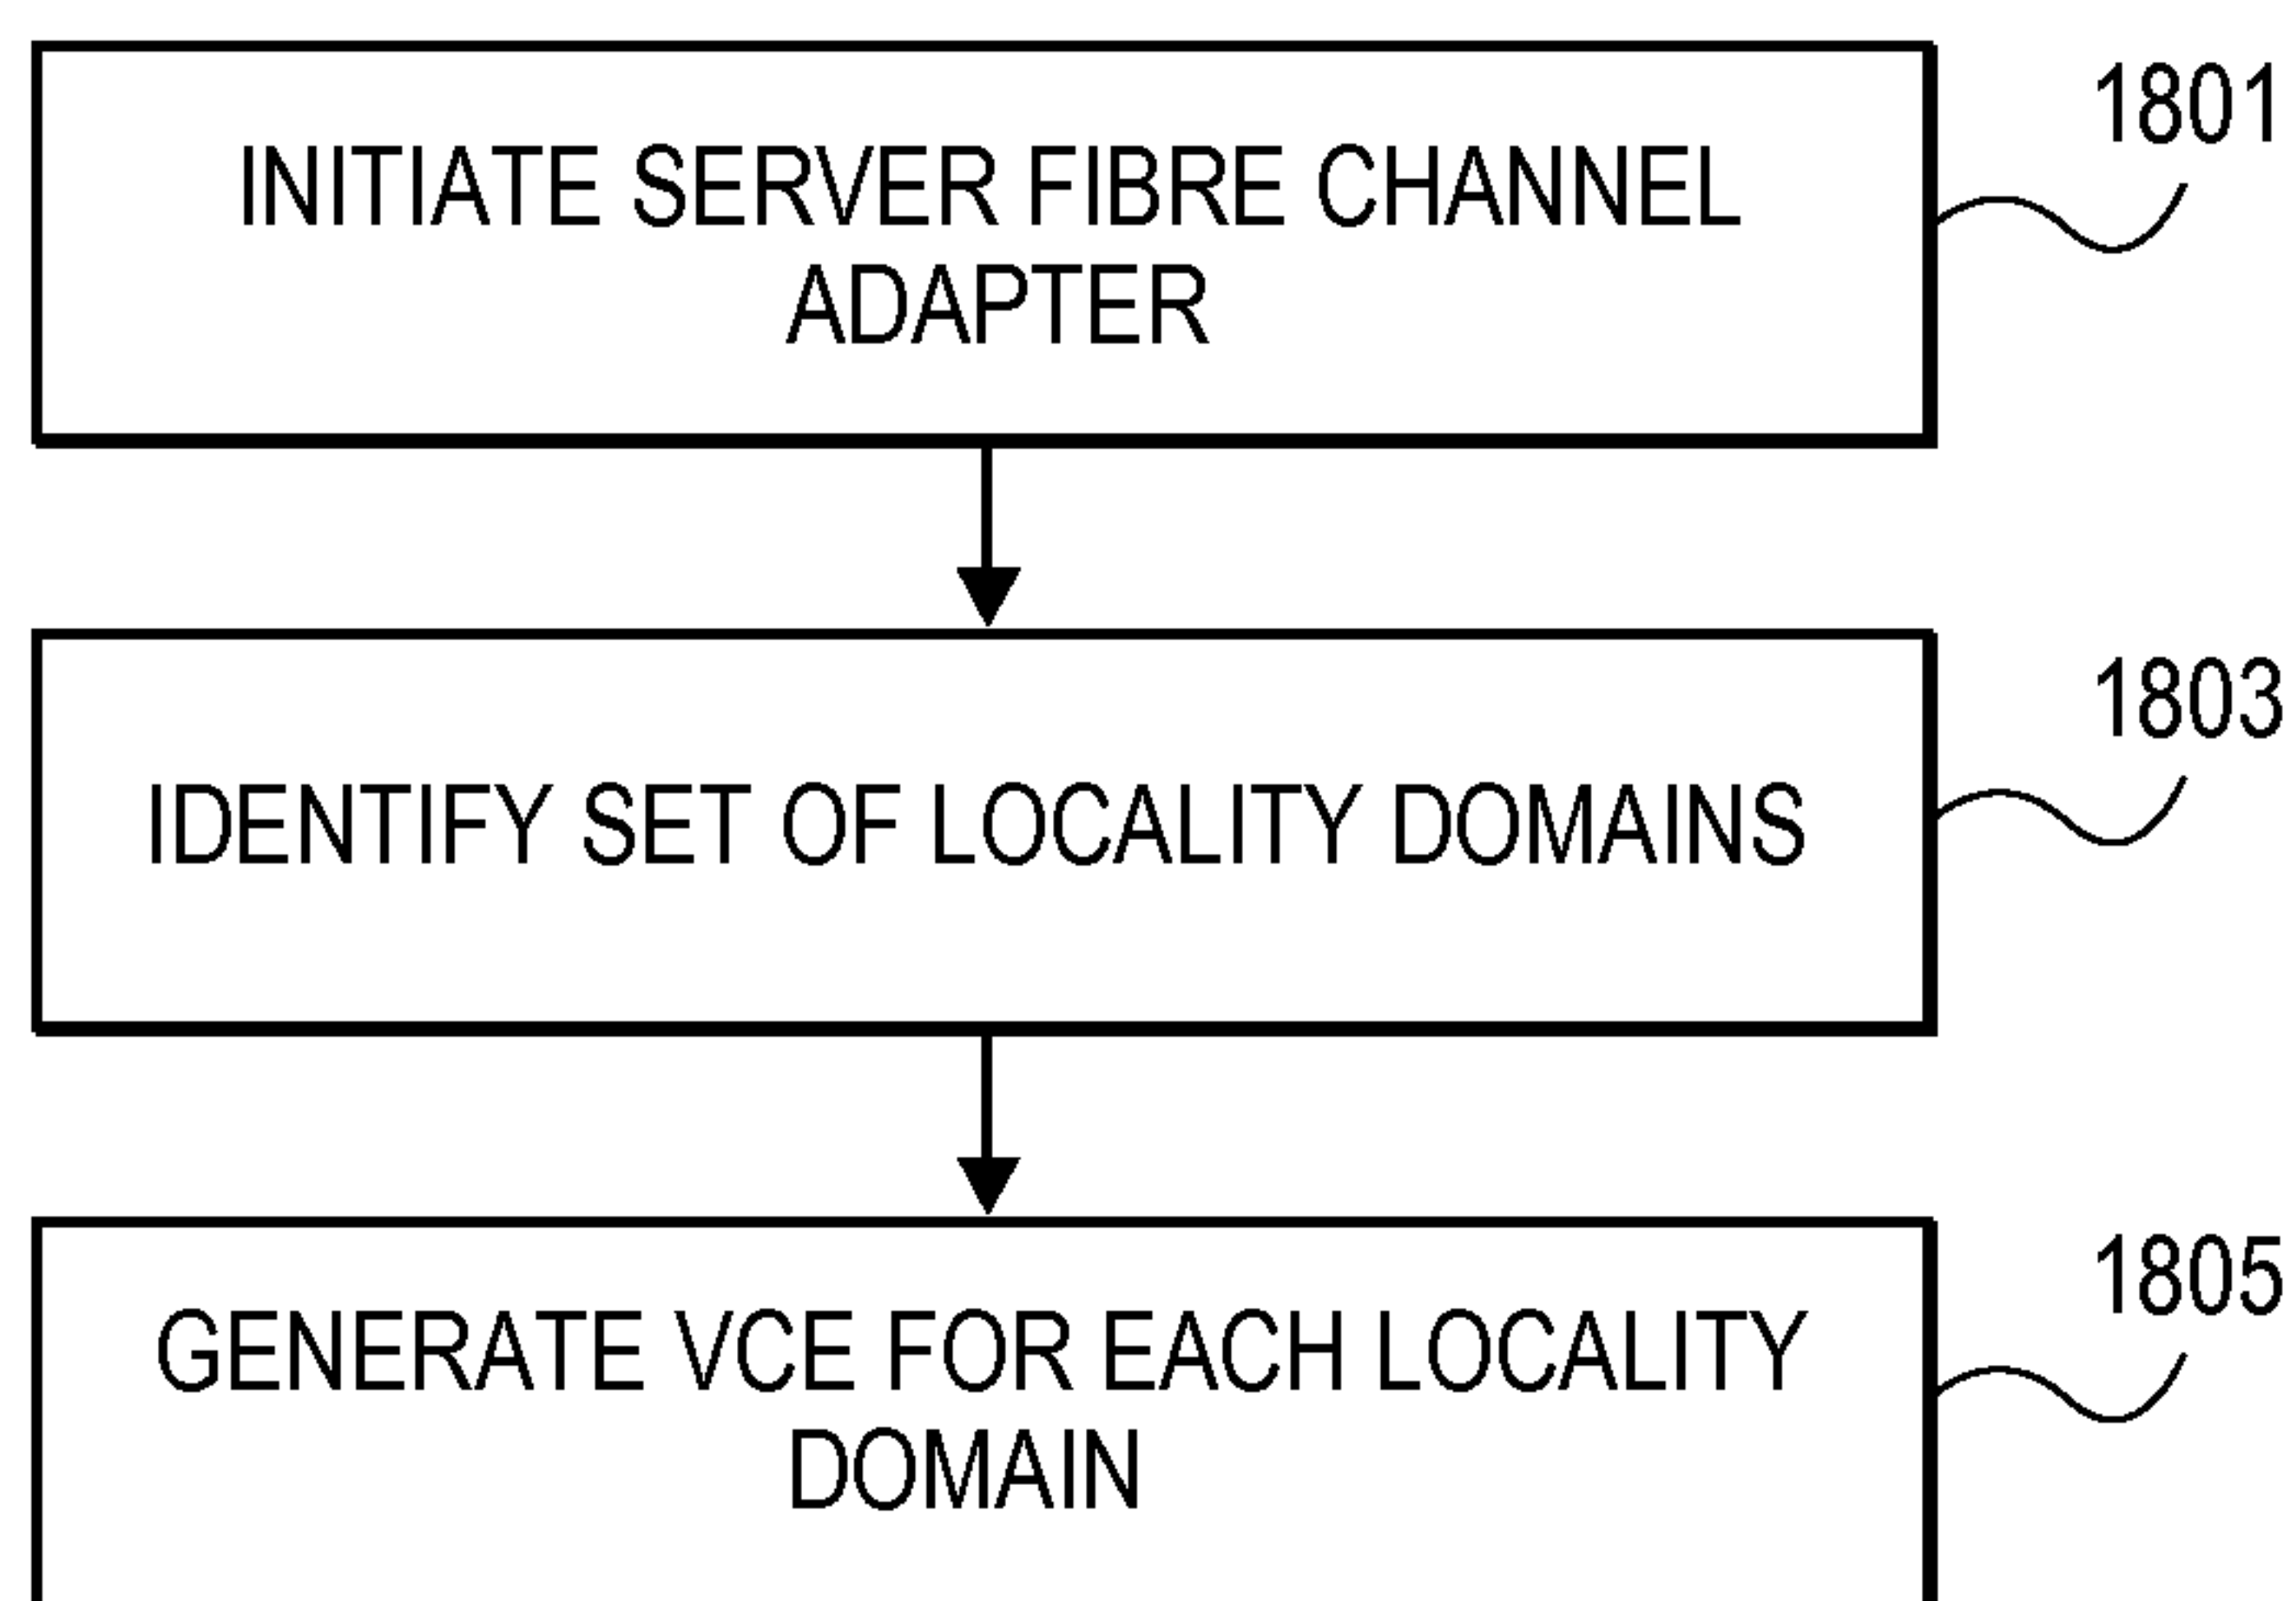 1801
INITIATE SERVER FIBRE CHANNEL
ADAPTER
1803
IDENTIFY SET OF LOCALITY DOMAINS
1805
GENERATE VCE FOR EACH LOCALITY
DOMAIN